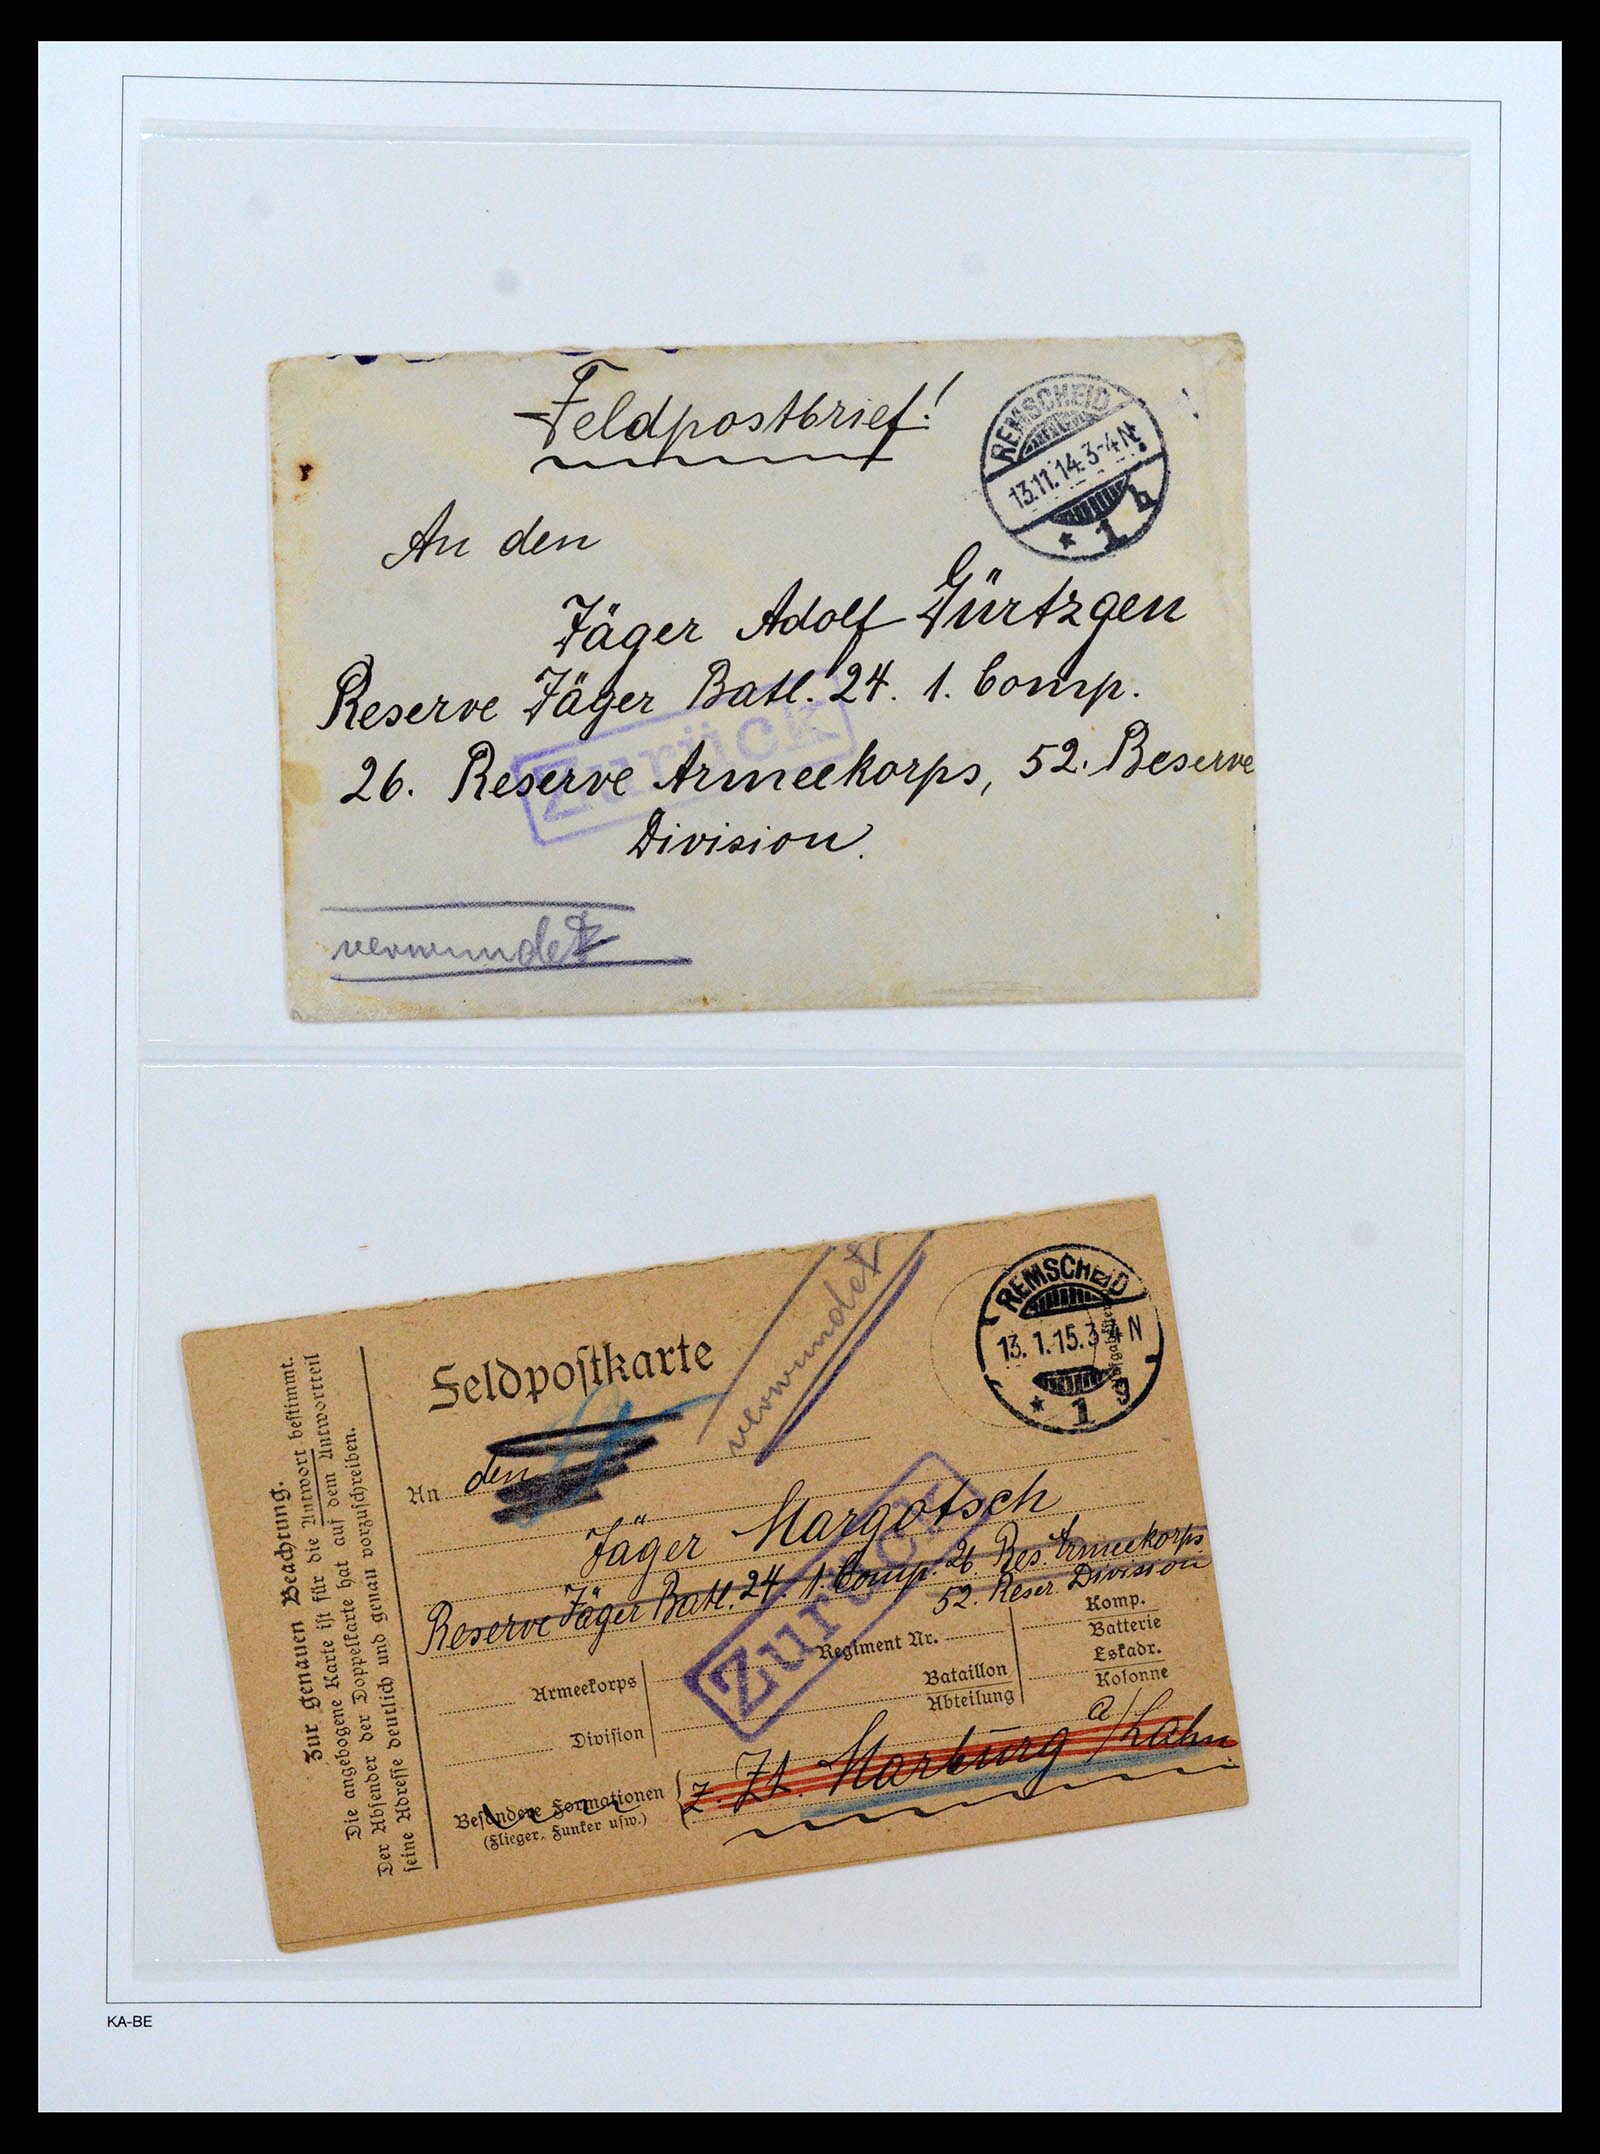 Feldpostbrief!
REMSCHEID
13.11.14.3-4N.
* 1 h
An den
Jäger Adolf Gürtzgen
Reserve Jäger Batl. 24. 1. Comp.
Zurück
26. Reserve Armeekorps, 52. Reserve
Division.
verwundet
Zur genauen Beachtung.
Die angebogene Karte ist für die Antwort bestimmt.
Der Absender der Doppelkarte hat auf dem Antwortteil
seine Adresse deutlich und genau vorzuschreiben.
Feldpostkarte
verwundet
REMSCHEID
13. 1. 15. 3-4 N
* 1 g
An den
Jäger Margotsch
Reserve Jäger Batl. 24. 1. Comp. 26 Res. Armeekorps
52. Reser. Division
Zurück
Armeekorps
Regiment Nr.
Komp.
Batterie
Division
Bataillon
Abteilung
Eskadr.
Kolonne
Besondere Formationen
(Flieger, Funker usw.)
z. Zt. Marburg a/Lahn
KA-BE